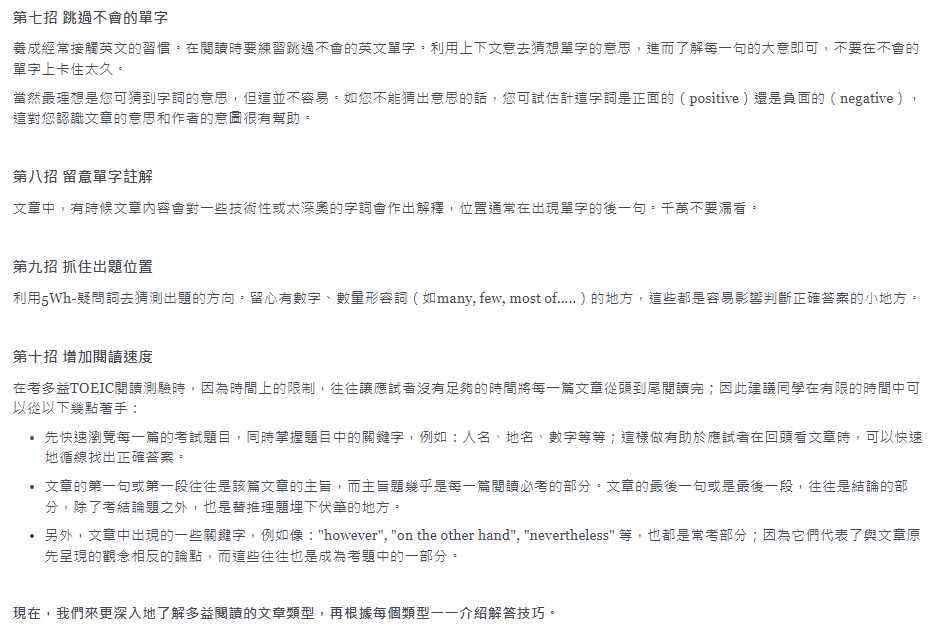 第七招 跳過不會的單字
養成經常接觸英文的習慣。在閱讀時要練習跳過不會的英文單字。利用上下文意去猜想單字的意思，進而了解每一句的大意即可，不要在不會的
單字上卡住太久。
當然最理想是您可猜到字詞的意思，但這並不容易。如您不能猜出意思的話，您可試估計這字詞是正面的（positive）還是負面的（negative），
這對您認識文章的意思和作者的意圖很有幫助。
第八招 留意單字註解
文章中，有時候文章內容會對一些技術性或太深奧的字詞會作出解釋，位置通常在出現單字的後一句。千萬不要漏看。
第九招 抓住出題位置
利用5Wh-疑問詞去猜測出題的方向。留心有數字、數量形容詞（如many, few, most of.....）的地方，這些都是容易影響判斷正確答案的小地方。
第十招 增加閱讀速度
在考多益TOEIC閱讀測驗時，因為時間上的限制，往往讓應試者沒有足夠的時間將每一篇文章從頭到尾閱讀完；因此建議同學在有限的時間中可
以從以下幾點著手：
• 先快速瀏覽每一篇的考試題目，同時掌握題目中的關鍵字，例如：人名、地名、數字等等；這樣做有助於應試者在回頭看文章時，可以快速
地循線找出正確答案。
• 文章的第一句或第一段往往是該篇文章的主旨，而主旨題幾乎是每一篇閱讀必考的部分。文章的最後一句或是最後一段，往往是結論的部
分，除了考結論題之外，也是替推理題埋下伏筆的地方。
• 另外，文章中出現的一些關鍵字，例如像："however", "on the other hand", "nevertheless" 等，也都是常考部分；因為它們代表了與文章原
先呈現的觀念相反的論點，而這些往往也是成為考題中的一部分。
現在，我們來更深入地了解多益閱讀的文章類型，再根據每個類型一一介紹解答技巧。